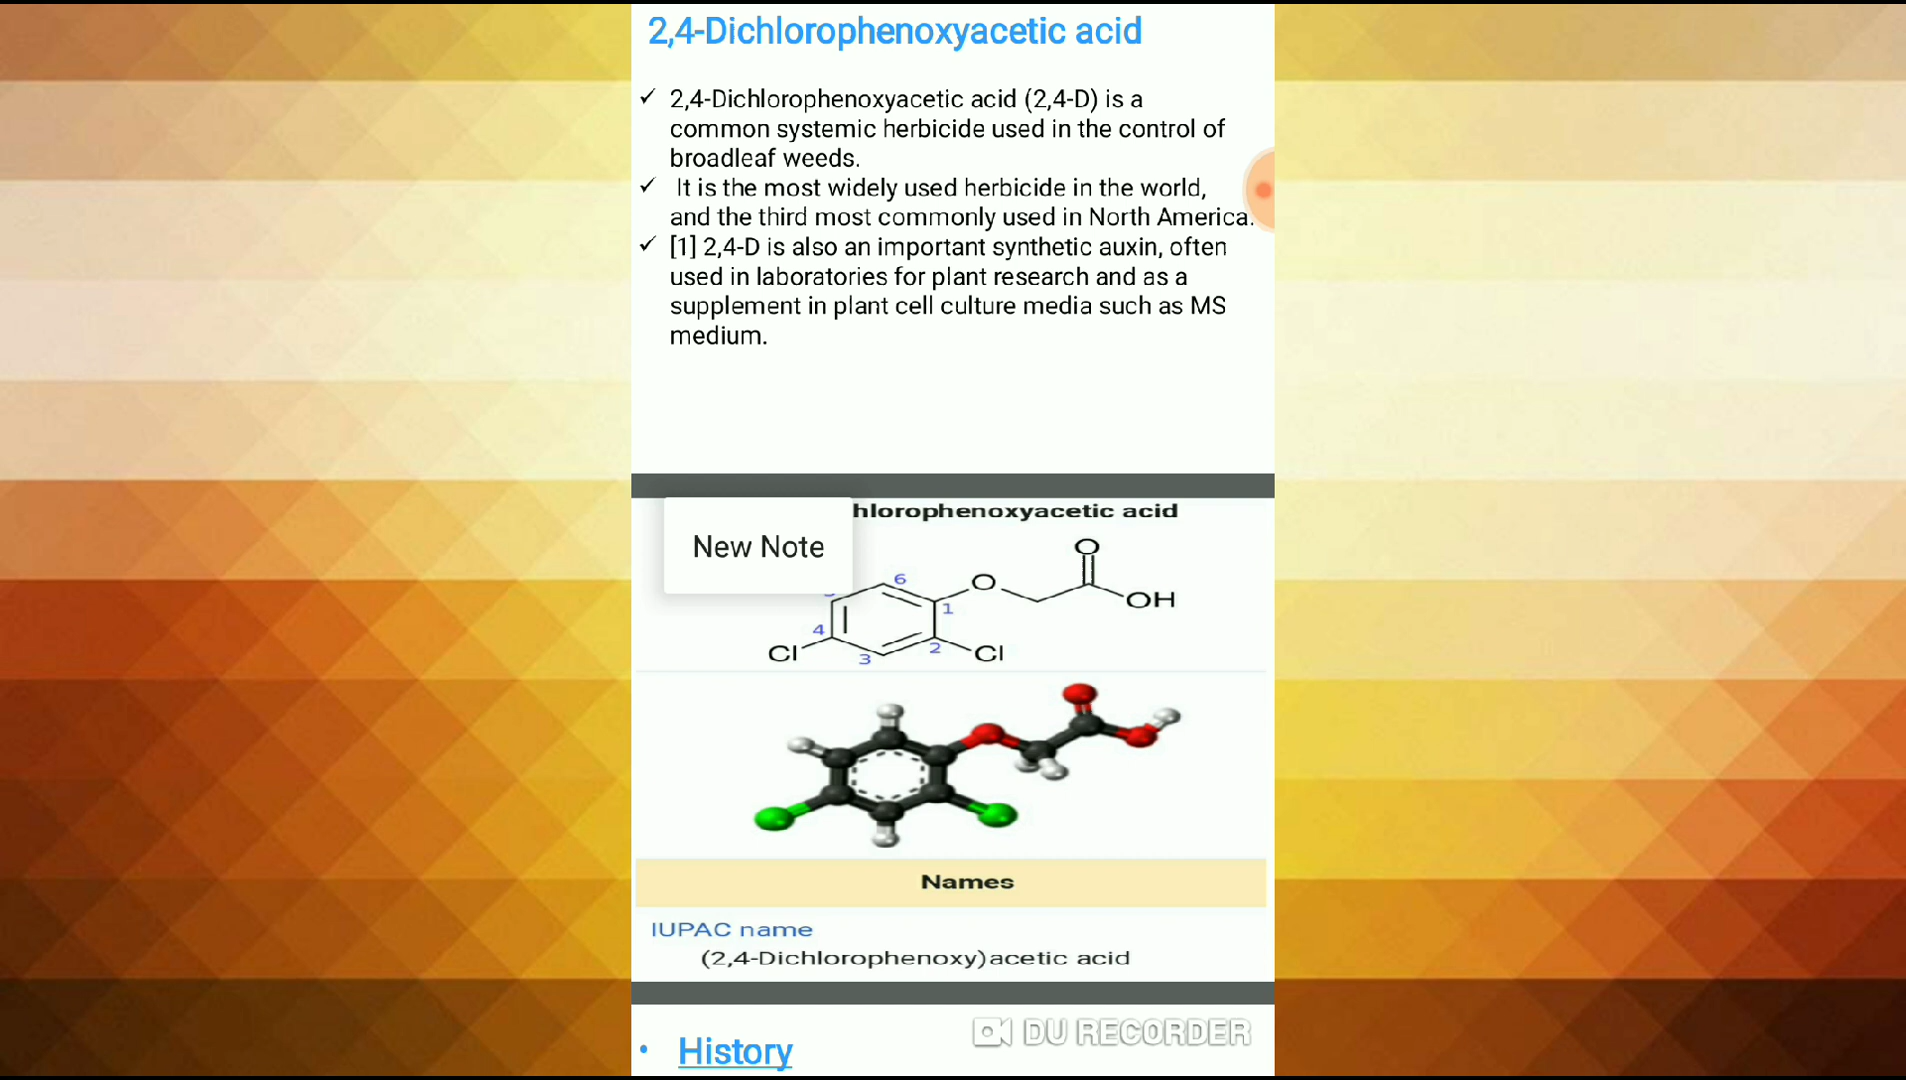 2,4-Dichlorophenoxyacetic acid
✓ 2,4-Dichlorophenoxyacetic acid (2,4-D) is a
common systemic herbicide used in the control of
broadleaf weeds.
✓ It is the most widely used herbicide in the world,
and the third most commonly used in North America.
✓ [1] 2,4-D is also an important synthetic auxin, often
used in laboratories for plant research and as a
supplement in plant cell culture media such as MS
medium.
hlorophenoxyacetic acid
New Note
O
6
O
1
OH
4
2
Cl
3
Cl
Names
IUPAC name
(2,4-Dichlorophenoxy)acetic acid
DU RECORDER
• History